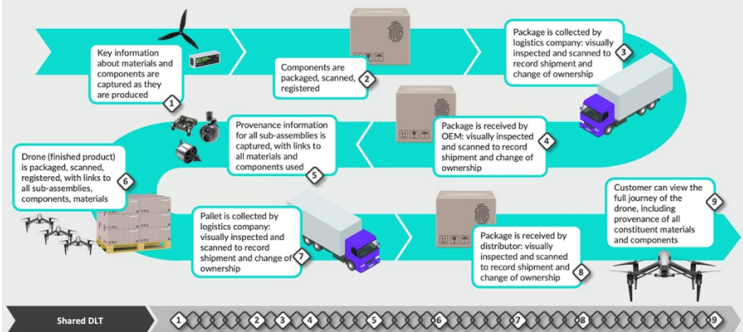 Key information
about materials and
components are
captured as they
are produced
1
Components are
packaged, scanned,
registered
2
Package is collected by
logistics company: visually
inspected and scanned to
record shipment and
change of ownership
3
Package is received by
OEM: visually inspected
and scanned to record
shipment and change of
ownership
4
Provenance information
for all sub-assemblies is
captured, with links to
all materials and
components used
5
Drone (finished product)
is packaged, scanned,
registered, with links to
all sub-assemblies,
components, materials
6
Pallet is collected by
logistics company:
visually inspected and
scanned to record
shipment and change of
ownership
7
Package is received by
distributor: visually
inspected and scanned
to record shipment and
change of ownership
8
Customer can view the
full journey of the
drone, including
provenance of all
constituent materials
and components
9
Shared DLT
1 2 3 4 5 6 7 8 9